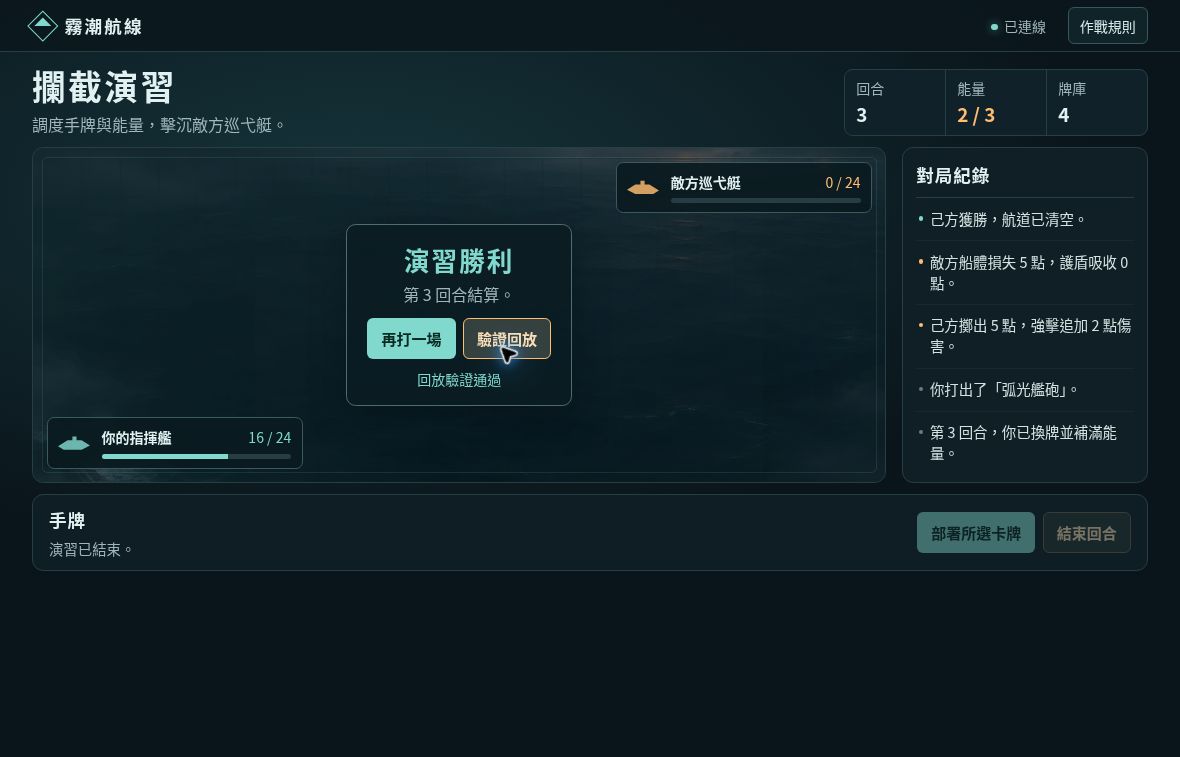 霧潮航線
已連線
作戰規則
攔截演習
調度手牌與能量，擊沉敵方巡弋艇。
回合
3
能量
2 / 3
牌庫
4
敵方巡弋艇
0 / 24
演習勝利
第 3 回合結算。
再打一場
驗證回放
回放驗證通過
你的指揮艦
16 / 24
對局紀錄
己方獲勝，航道已清空。
敵方船體損失 5 點，護盾吸收 0
點。
己方擲出 5 點，強擊追加 2 點傷
害。
你打出了「弧光艦砲」。
第 3 回合，你已換牌並補滿能
量。
手牌
演習已結束。
部署所選卡牌
結束回合